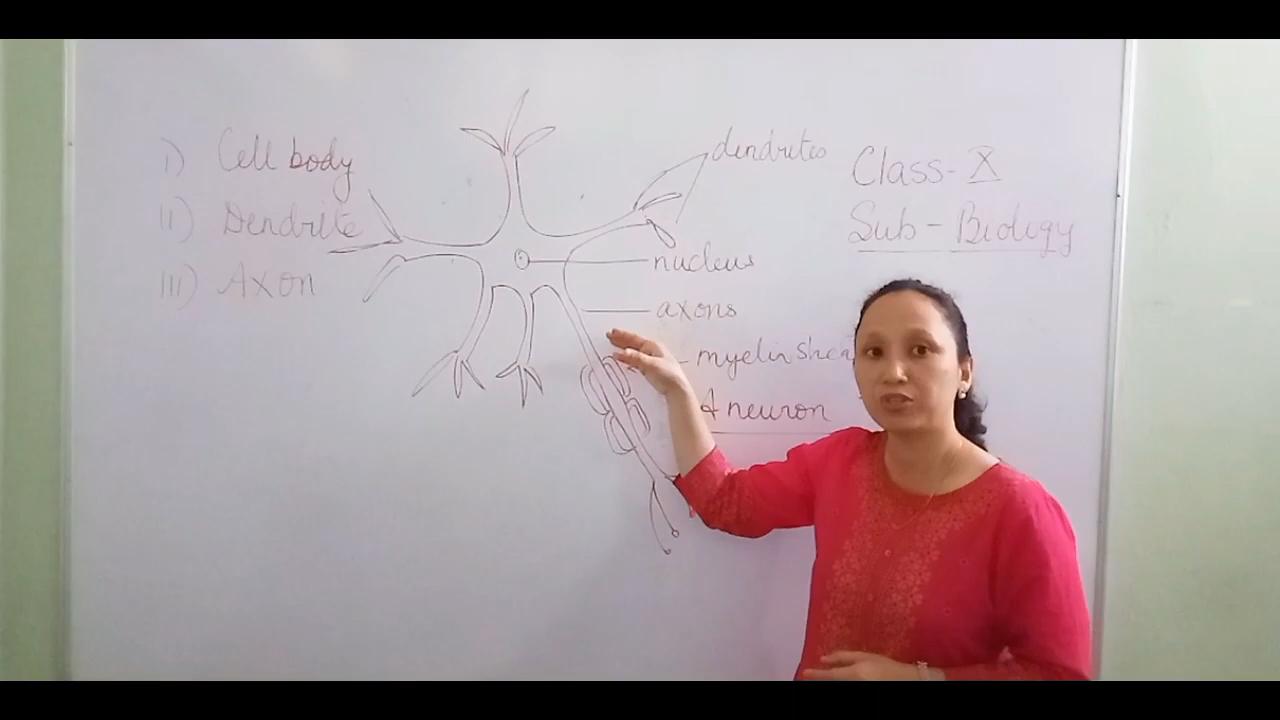 i) Cell body
ii) Dendrite
iii) Axon
dendrites
nucleus
axons
myelin shea
A neuron
Class-X
Sub-Biology